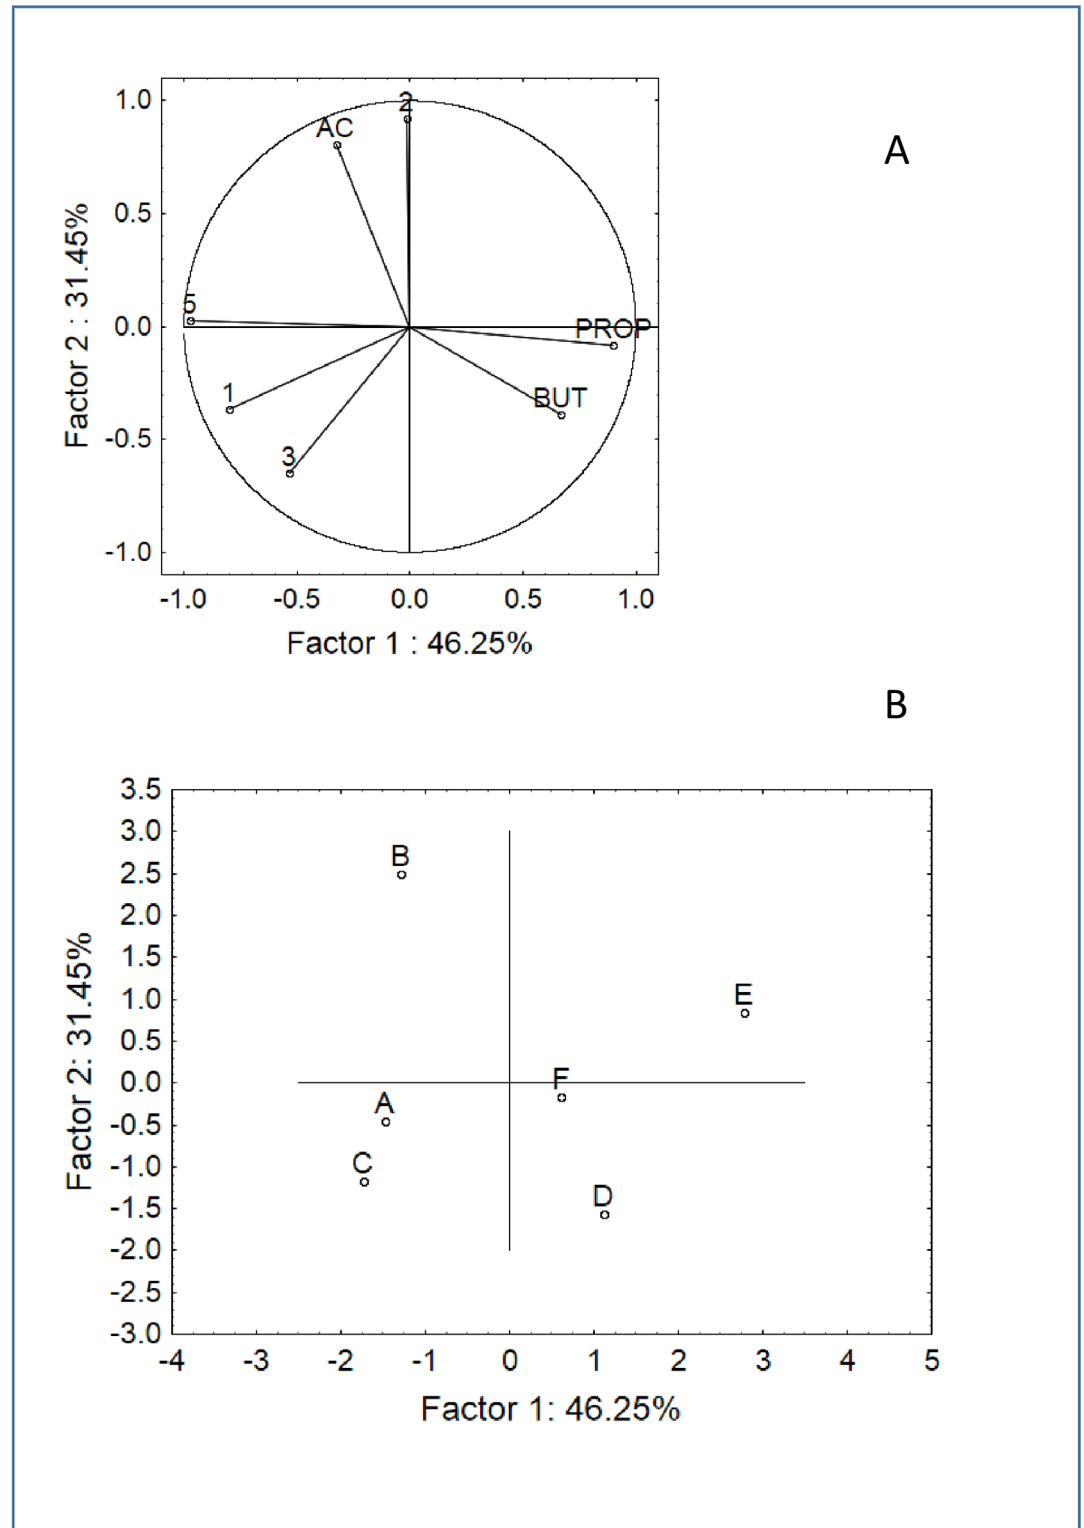 A
1.0
0.5
0.0
-0.5
-1.0
Factor 2 : 31.45%
2
AC
5
PROP
1
BUT
3
-1.0 -0.5 0.0 0.5 1.0
Factor 1 : 46.25%
B
3.5
3.0
2.5
2.0
1.5
1.0
0.5
0.0
-0.5
-1.0
-1.5
-2.0
-2.5
-3.0
Factor 2: 31.45%
B
E
F
A
C
D
-4 -3 -2 -1 0 1 2 3 4 5
Factor 1: 46.25%